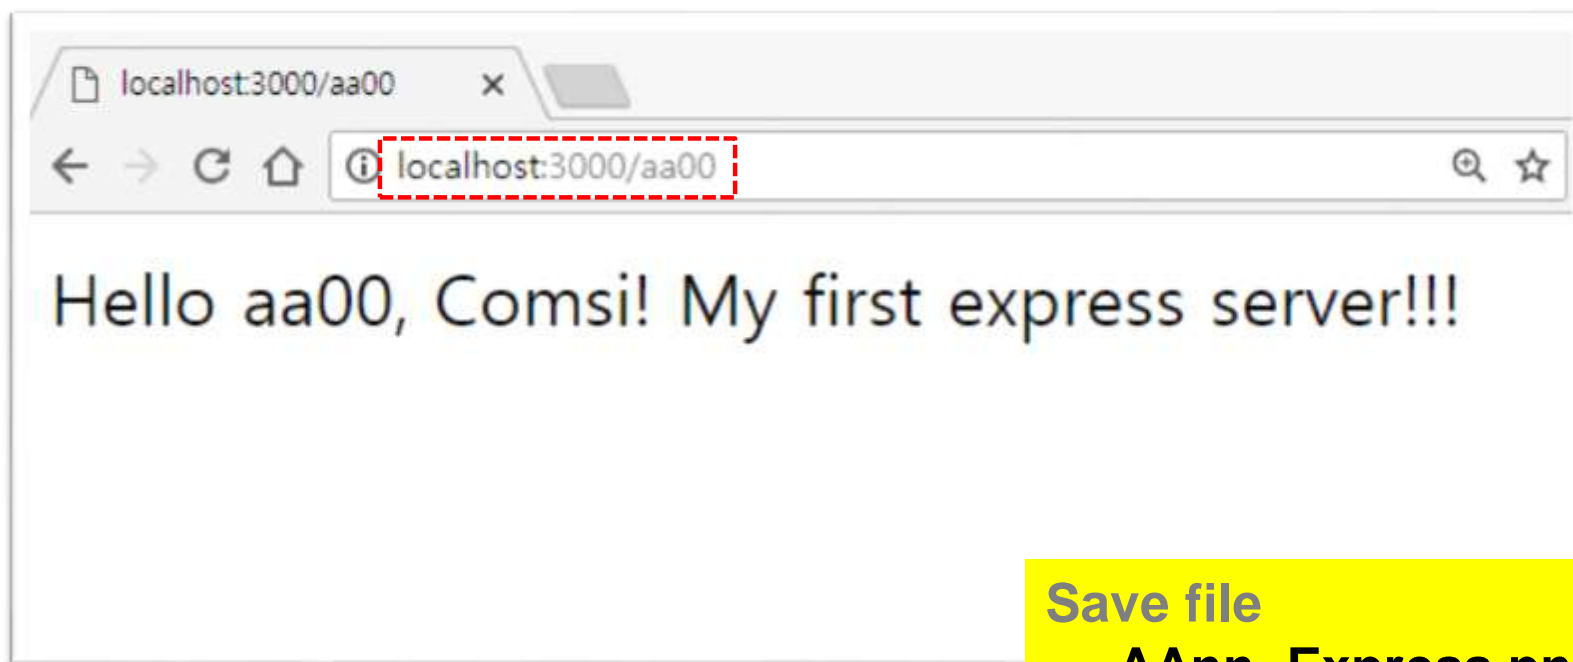 localhost:3000/aa00
localhost:3000/aa00
Hello aa00, Comsi! My first express server!!!
Save file